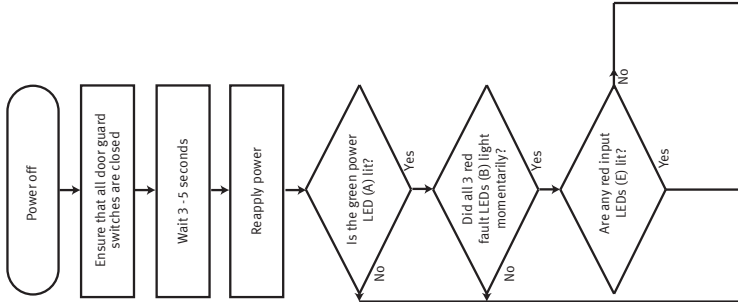 Power off
Ensure that all door guard
switches are closed
Wait 3 - 5 seconds
Reapply power
Is the green power
LED (A) lit?
No
Yes
Did all 3 red
fault LEDs (B) light
momentarily?
No
Yes
Are any red input
LEDs (E) lit?
No
Yes